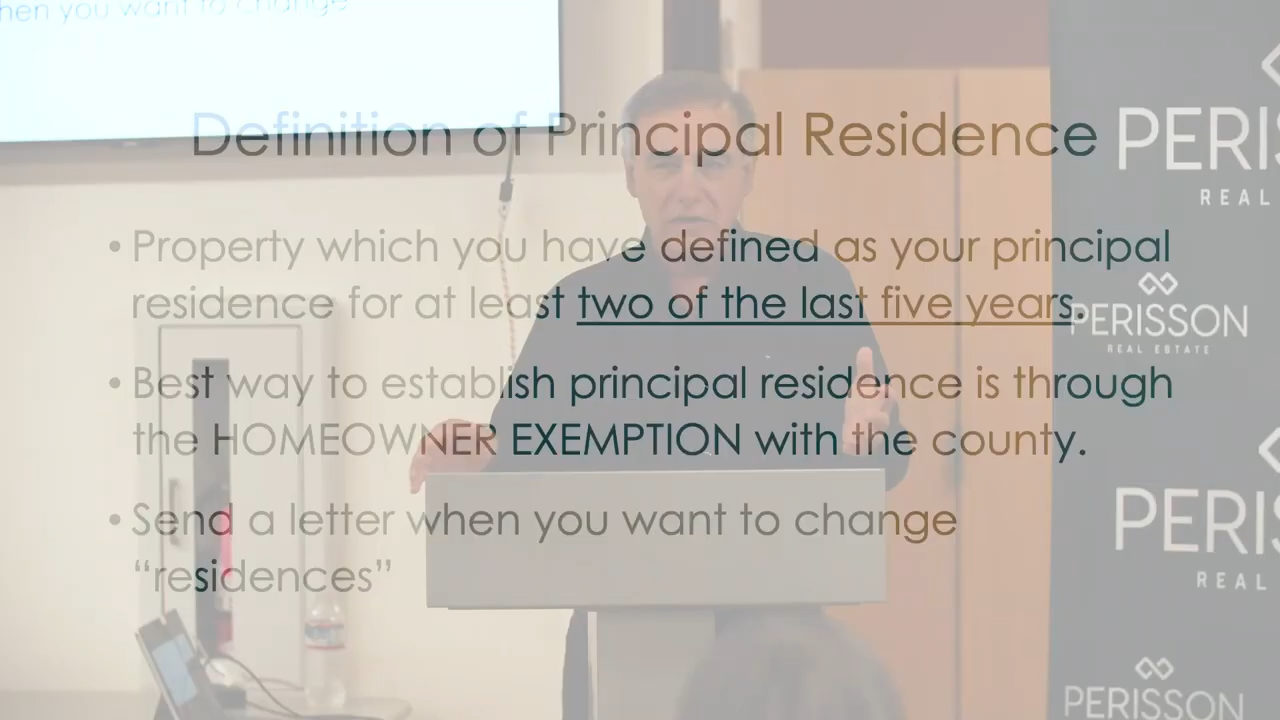 hen you want to change
Definition of Principal Residence
• Property which you have defined as your principal
residence for at least two of the last five years.
• Best way to establish principal residence is through
the HOMEOWNER EXEMPTION with the county.
• Send a letter when you want to change
“residences”
PERIS
REAL
PERISSON
REAL ESTATE
PERIS
REAL
PERISSON